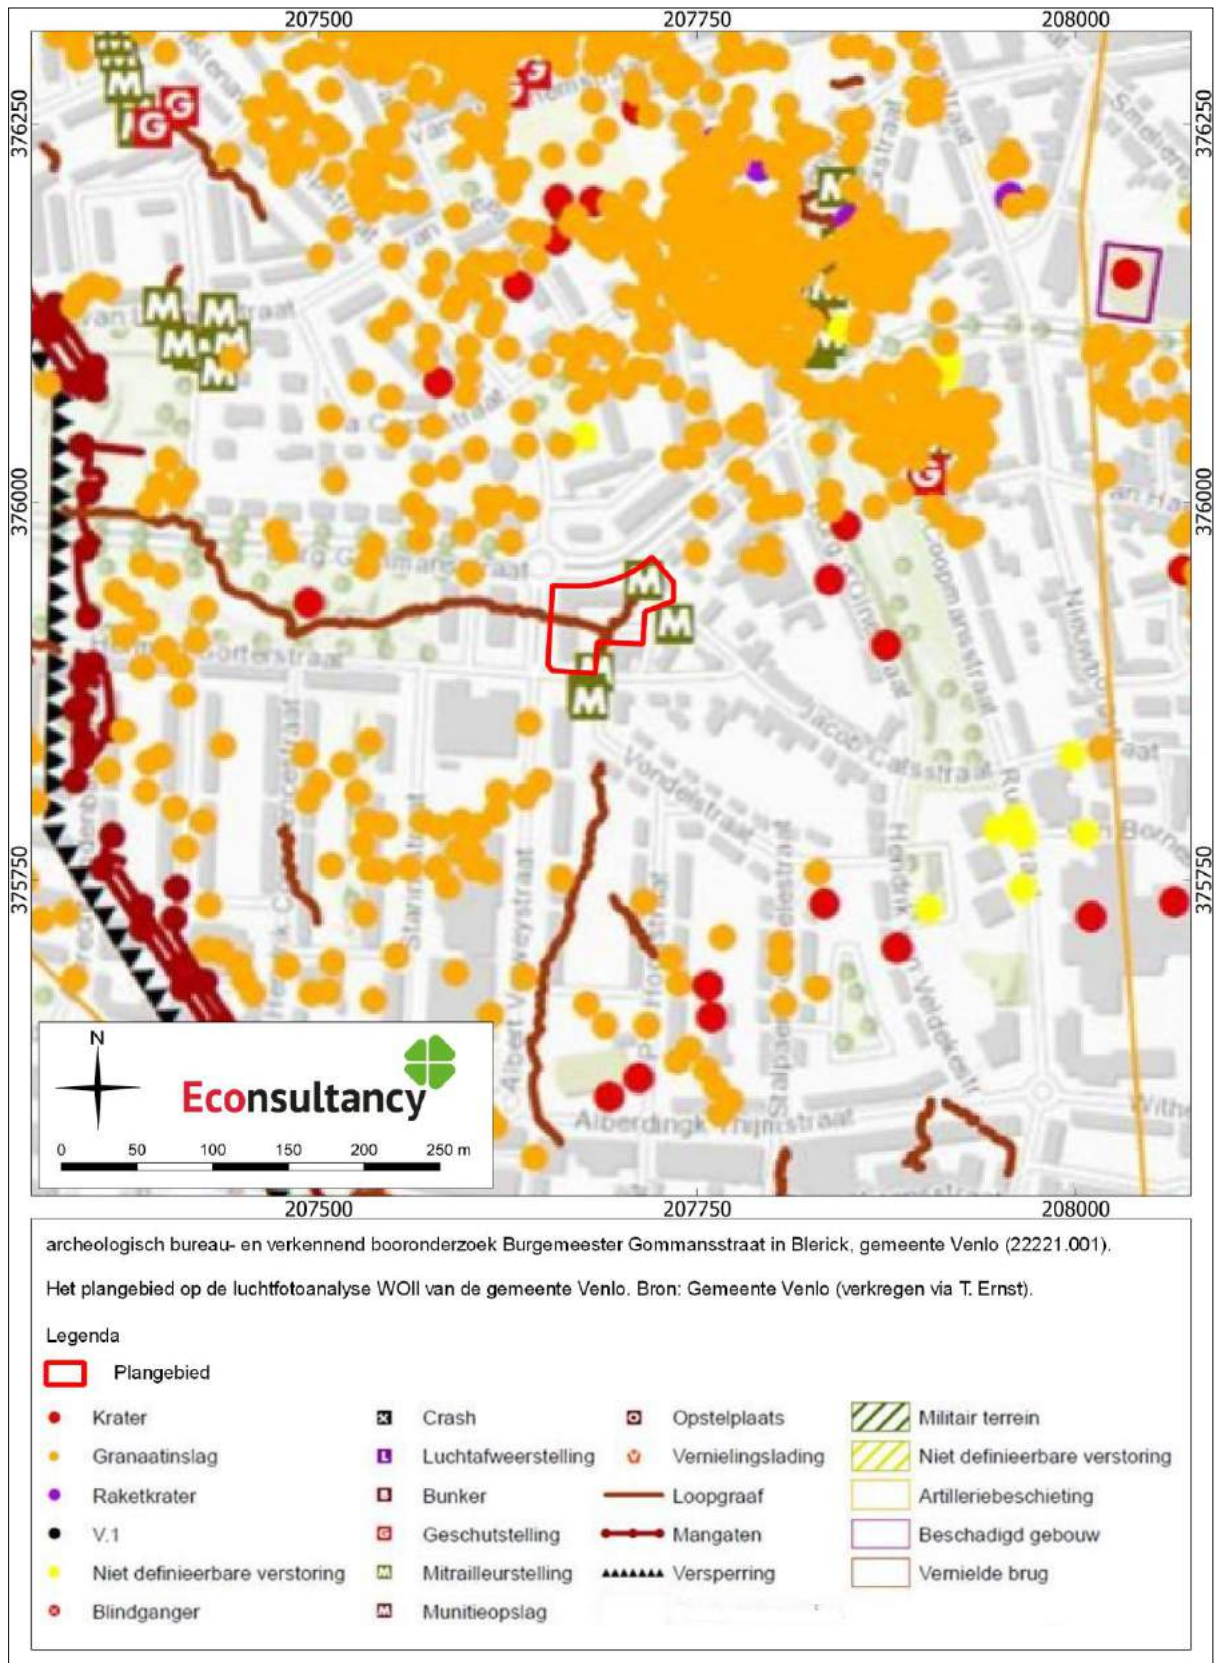 207500 207750 208000
376250 376250
376000 376000
375750 375750
M
G
G
G
M
M M
M M
M
M
G
M
M
M
Jacob Catsstraat
Vondelstraat
Alberdingk Thijmstraat
N
Econsultancy
0 50 100 150 200 250 m
207500 207750 208000
archeologisch bureau- en verkennend booronderzoek Burgemeester Gommansstraat in Blerick, gemeente Venlo (22221.001).
Het plangebied op de luchtfotoanalyse WOII van de gemeente Venlo. Bron: Gemeente Venlo (verkregen via T. Ernst).
Legenda
Plangebied
Krater
Granaatinslag
Raketkrater
V.1
Niet definieerbare verstoring
Blindganger
Crash
L Luchtafweerstelling
B Bunker
G Geschutstelling
M Mitrailleurstelling
M Munitieopslag
O Opstelplaats
V Vernielingslading
Loopgraaf
Mangaten
Versperring
Militair terrein
Niet definieerbare verstoring
Artilleriebeschieting
Beschadigd gebouw
Vernielde brug